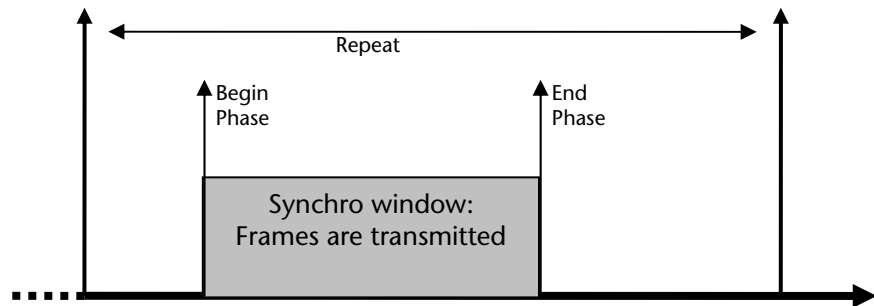 Repeat
Begin
Phase
End
Phase
Synchro window:
Frames are transmitted